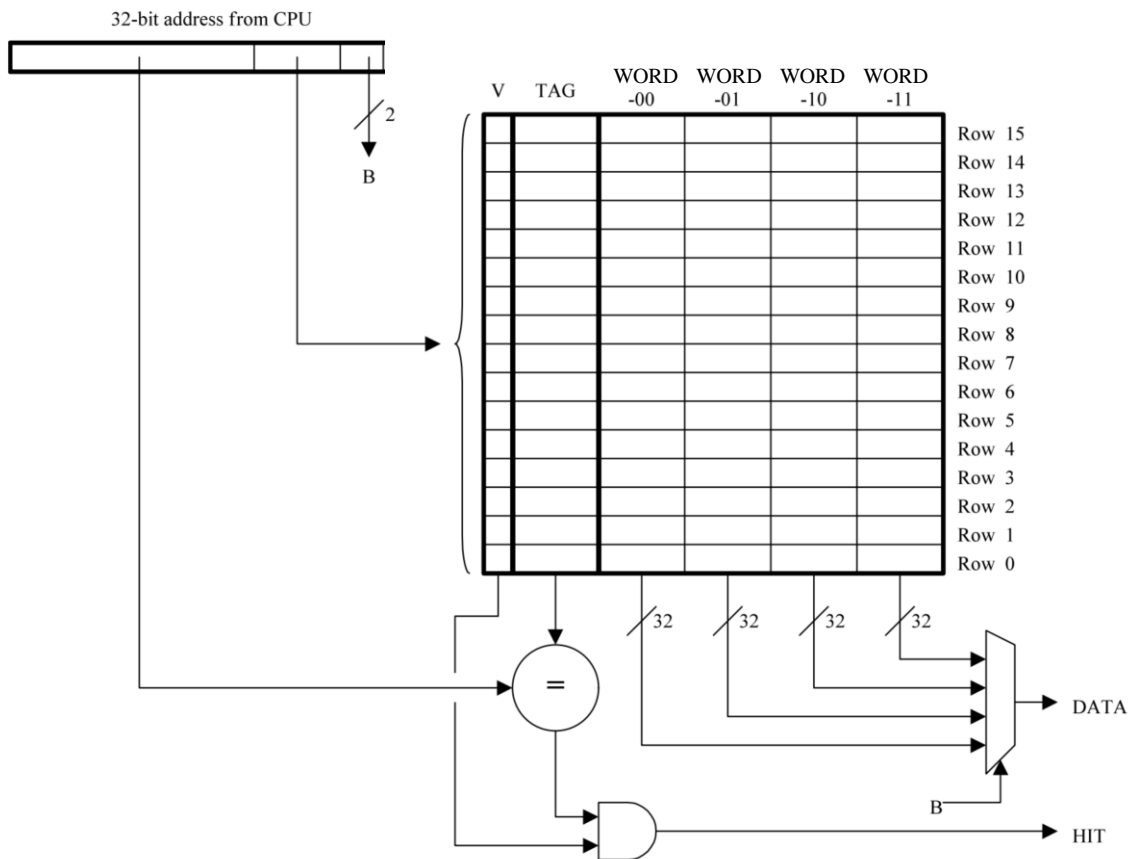 32-bit address from CPU
2
B
V TAG WORD -00 WORD -01 WORD -10 WORD -11
Row 15
Row 14
Row 13
Row 12
Row 11
Row 10
Row 9
Row 8
Row 7
Row 6
Row 5
Row 4
Row 3
Row 2
Row 1
Row 0
32 32 32 32
=
DATA
B
HIT